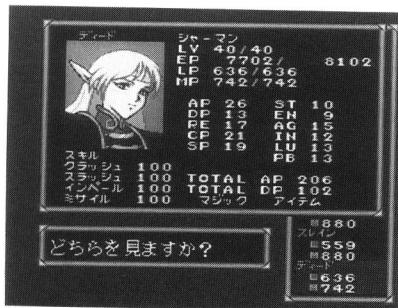 ディード
シャーマン
LV 40/40
EP 7702/ 8102
LP 636/636
MP 742/742
AP 26 ST 10
DP 13 EN 9
RE 17 AG 15
CP 21 IN 12
SP 19 LU 13
PB 13
スキル
クラッシュ 100
スラッシュ 100 TOTAL AP 206
インペール 100 TOTAL DP 102
ミサイル 100 マジック アイテム
どちらを見ますか?
880
スレイン
559
880
ディード
636
742